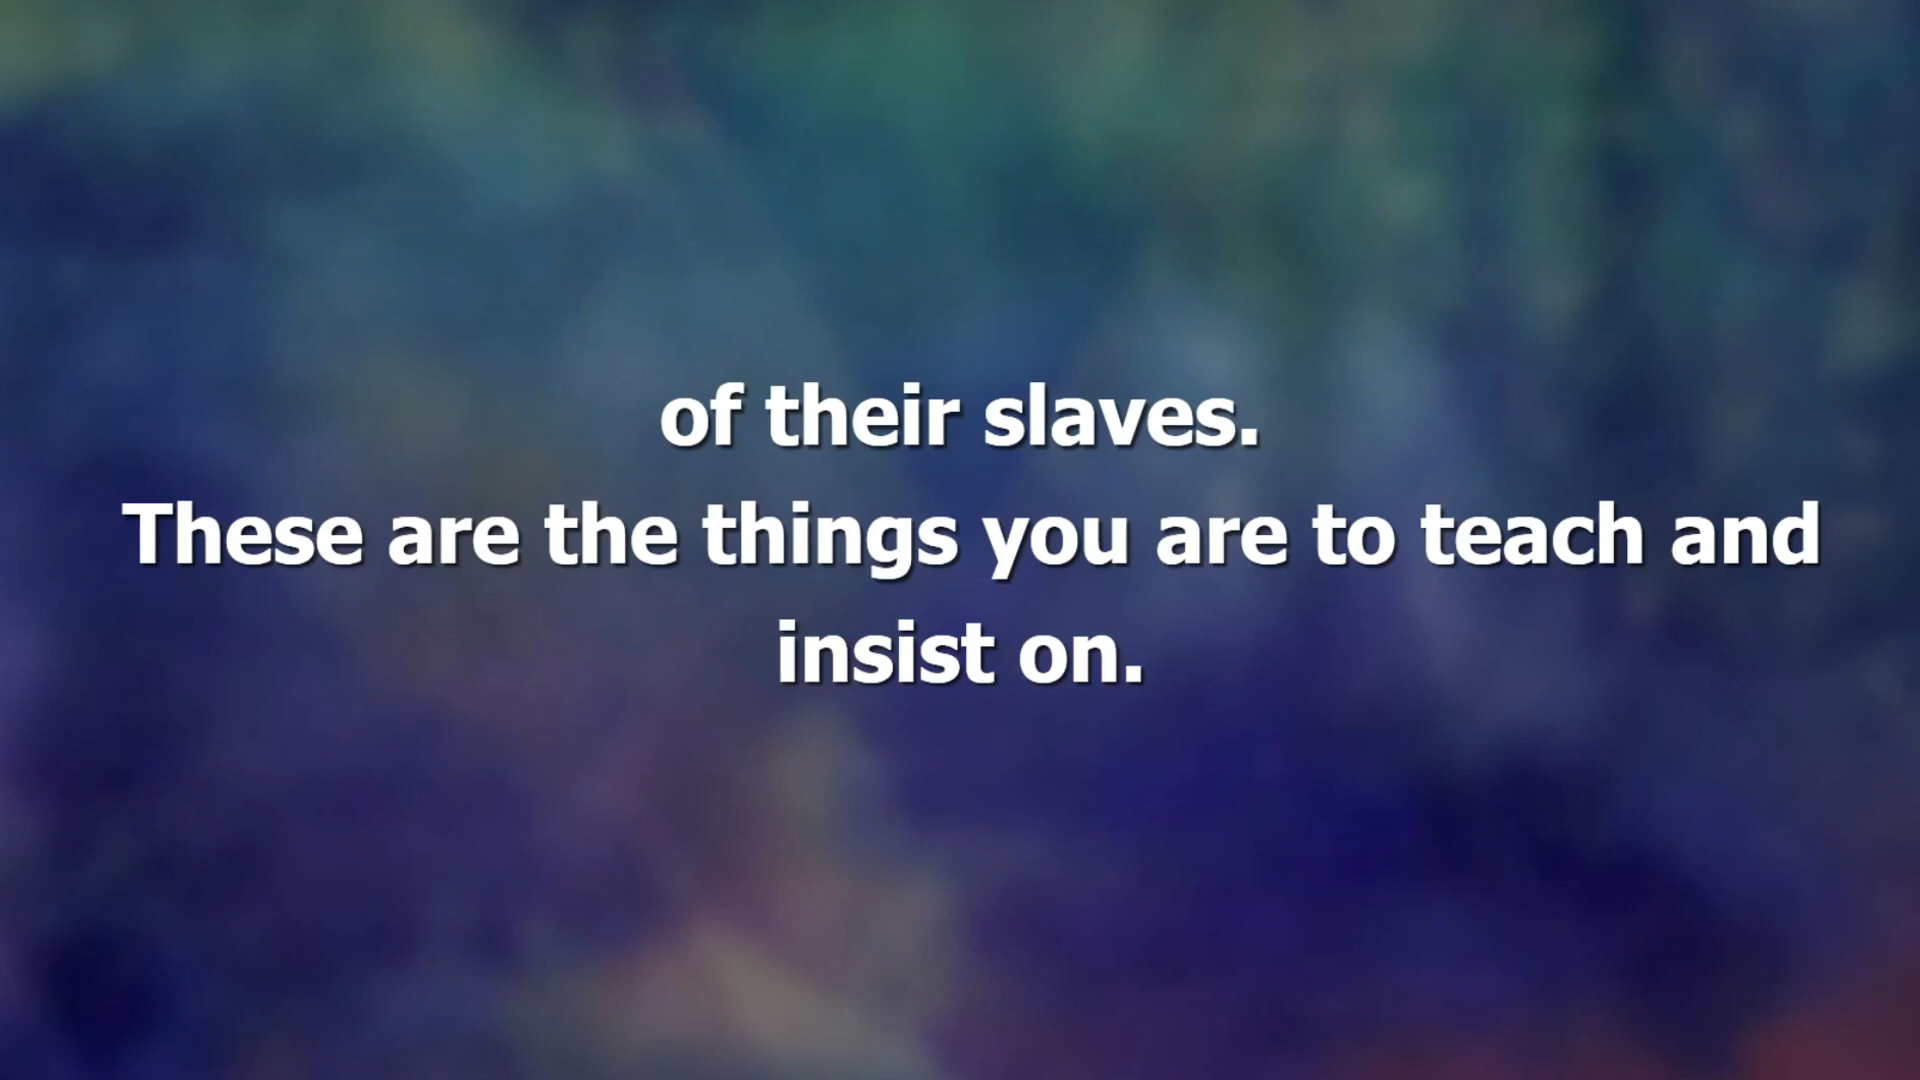 of their slaves.
These are the things you are to teach and
insist on.